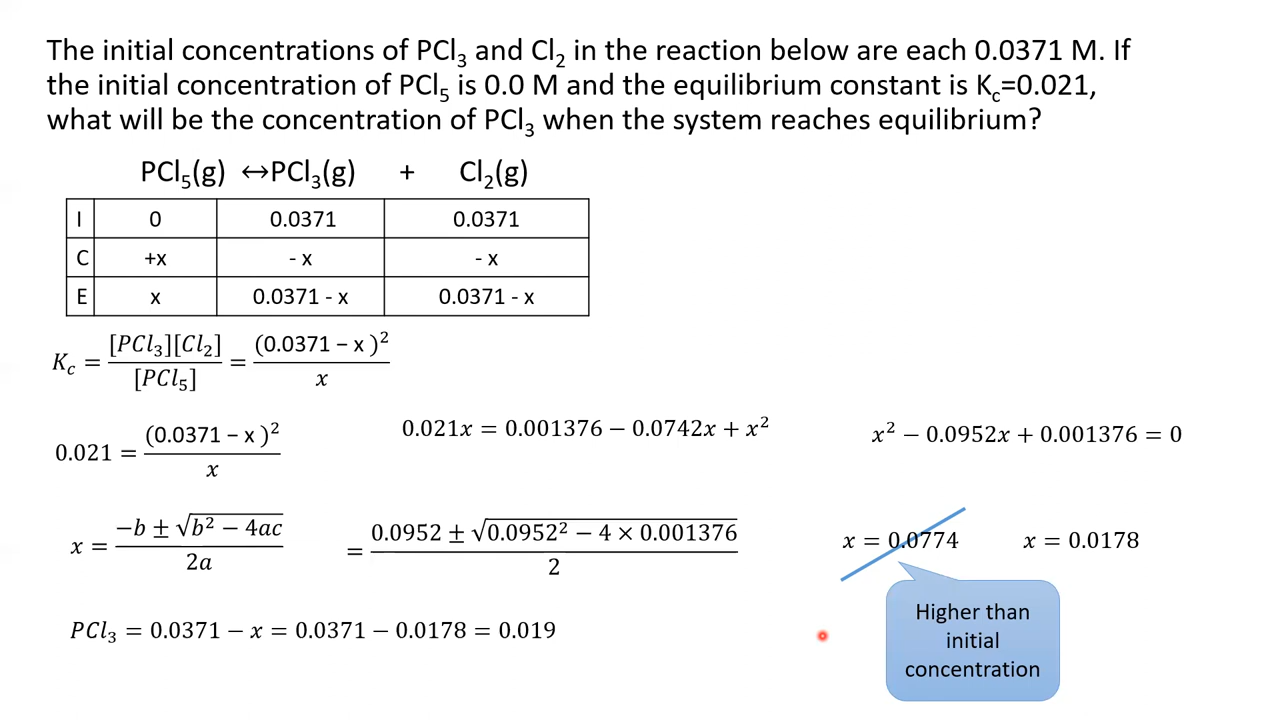 The initial concentrations of PCl₃ and Cl₂ in the reaction below are each 0.0371 M. If
the initial concentration of PCl₅ is 0.0 M and the equilibrium constant is K꜀=0.021,
what will be the concentration of PCl₃ when the system reaches equilibrium?
PCl₅(g) ↔PCl₃(g) + Cl₂(g)
I 0 0.0371 0.0371
C +x - x - x
E x 0.0371 - x 0.0371 - x
K꜀ = [PCl₃][Cl₂] / [PCl₅] = (0.0371 − x )² / x
0.021 = (0.0371 − x )² / x
0.021x = 0.001376 − 0.0742x + x²
x² − 0.0952x + 0.001376 = 0
x = −b ± √(b² − 4ac) / 2a
= 0.0952 ± √(0.0952² − 4 × 0.001376) / 2
x = 0.0774
x = 0.0178
Higher than
initial
concentration
PCl₃ = 0.0371 − x = 0.0371 − 0.0178 = 0.019